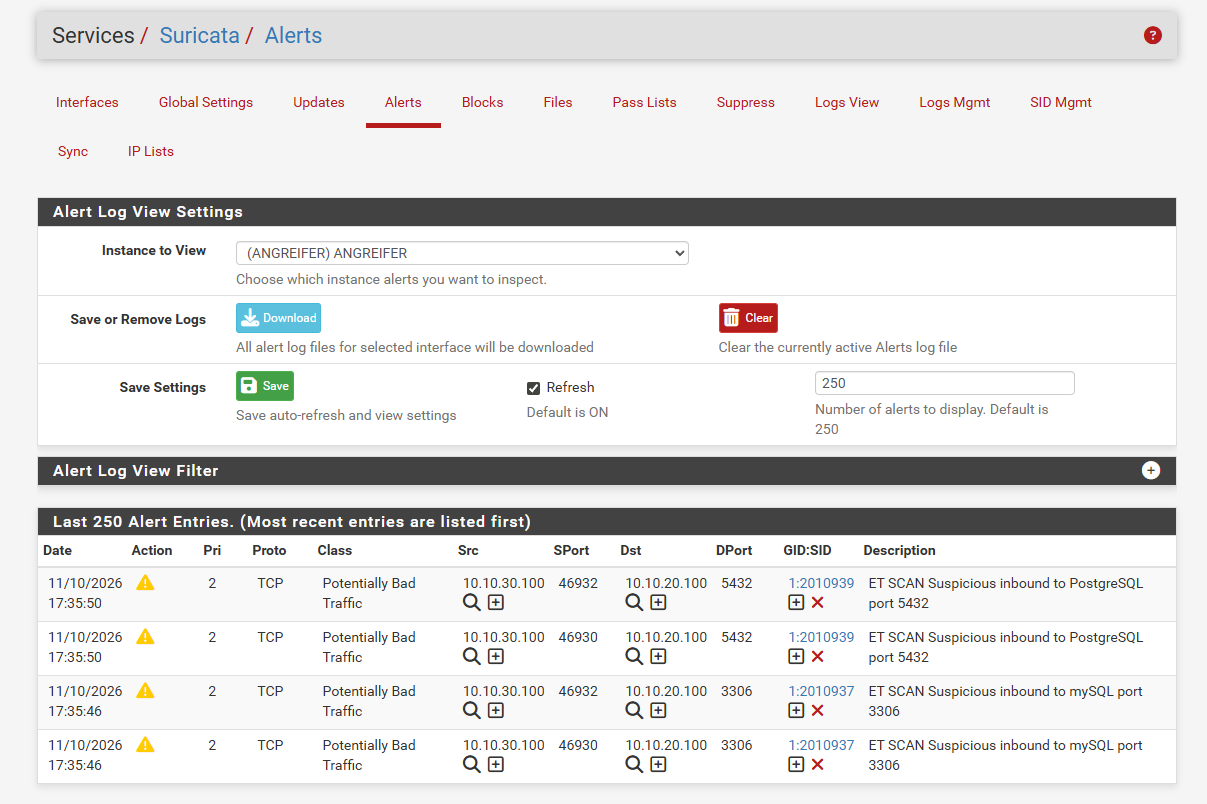 Services / Suricata / Alerts
Interfaces Global Settings Updates Alerts Blocks Files Pass Lists Suppress Logs View Logs Mgmt SID Mgmt
Sync IP Lists
Alert Log View Settings
Instance to View (ANGREIFER) ANGREIFER
Choose which instance alerts you want to inspect.
Save or Remove Logs Download Clear
All alert log files for selected interface will be downloaded Clear the currently active Alerts log file
Save Settings Save Refresh 250
Save auto-refresh and view settings Default is ON Number of alerts to display. Default is
250
Alert Log View Filter
Last 250 Alert Entries. (Most recent entries are listed first)
Date Action Pri Proto Class Src SPort Dst DPort GID:SID Description
11/10/2026 2 TCP Potentially Bad 10.10.30.100 46932 10.10.20.100 5432 1:2010939 ET SCAN Suspicious inbound to PostgreSQL
17:35:50 Traffic port 5432
11/10/2026 2 TCP Potentially Bad 10.10.30.100 46930 10.10.20.100 5432 1:2010939 ET SCAN Suspicious inbound to PostgreSQL
17:35:50 Traffic port 5432
11/10/2026 2 TCP Potentially Bad 10.10.30.100 46932 10.10.20.100 3306 1:2010937 ET SCAN Suspicious inbound to mySQL port
17:35:46 Traffic 3306
11/10/2026 2 TCP Potentially Bad 10.10.30.100 46930 10.10.20.100 3306 1:2010937 ET SCAN Suspicious inbound to mySQL port
17:35:46 Traffic 3306